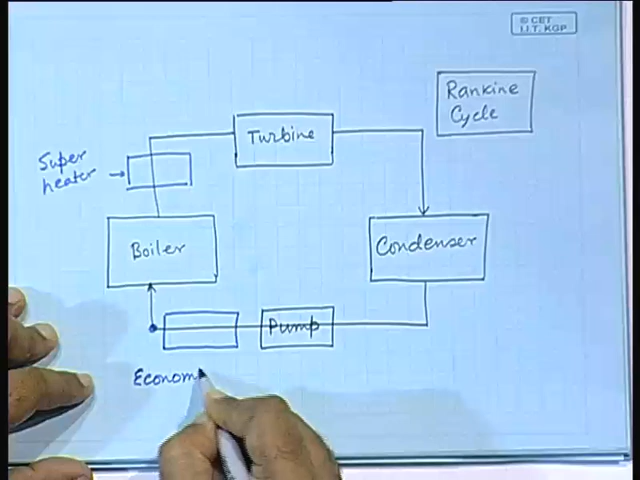 © CET
I.I.T. KGP
Rankine
Cycle
Turbine
Super
heater
Boiler
Condenser
Pump
Econom